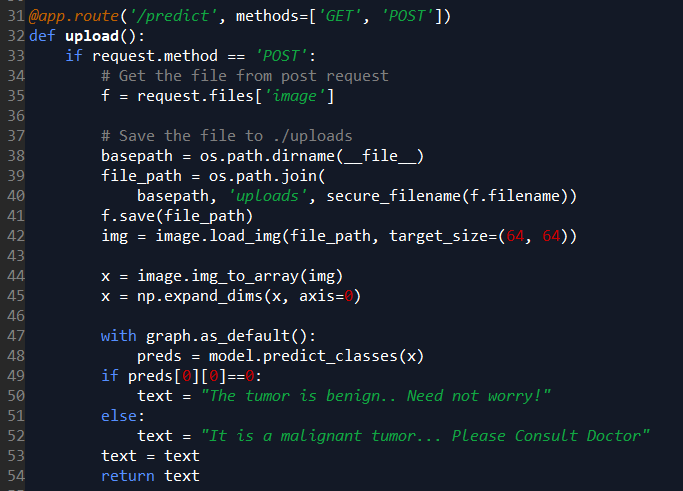 31 @app.route('/predict', methods=['GET', 'POST'])
32 def upload():
33     if request.method == 'POST':
34         # Get the file from post request
35         f = request.files['image']
36
37         # Save the file to ./uploads
38         basepath = os.path.dirname(__file__)
39         file_path = os.path.join(
40             basepath, 'uploads', secure_filename(f.filename))
41         f.save(file_path)
42         img = image.load_img(file_path, target_size=(64, 64))
43
44         x = image.img_to_array(img)
45         x = np.expand_dims(x, axis=0)
46
47         with graph.as_default():
48             preds = model.predict_classes(x)
49         if preds[0][0]==0:
50             text = "The tumor is benign.. Need not worry!"
51         else:
52             text = "It is a malignant tumor... Please Consult Doctor"
53         text = text
54         return text